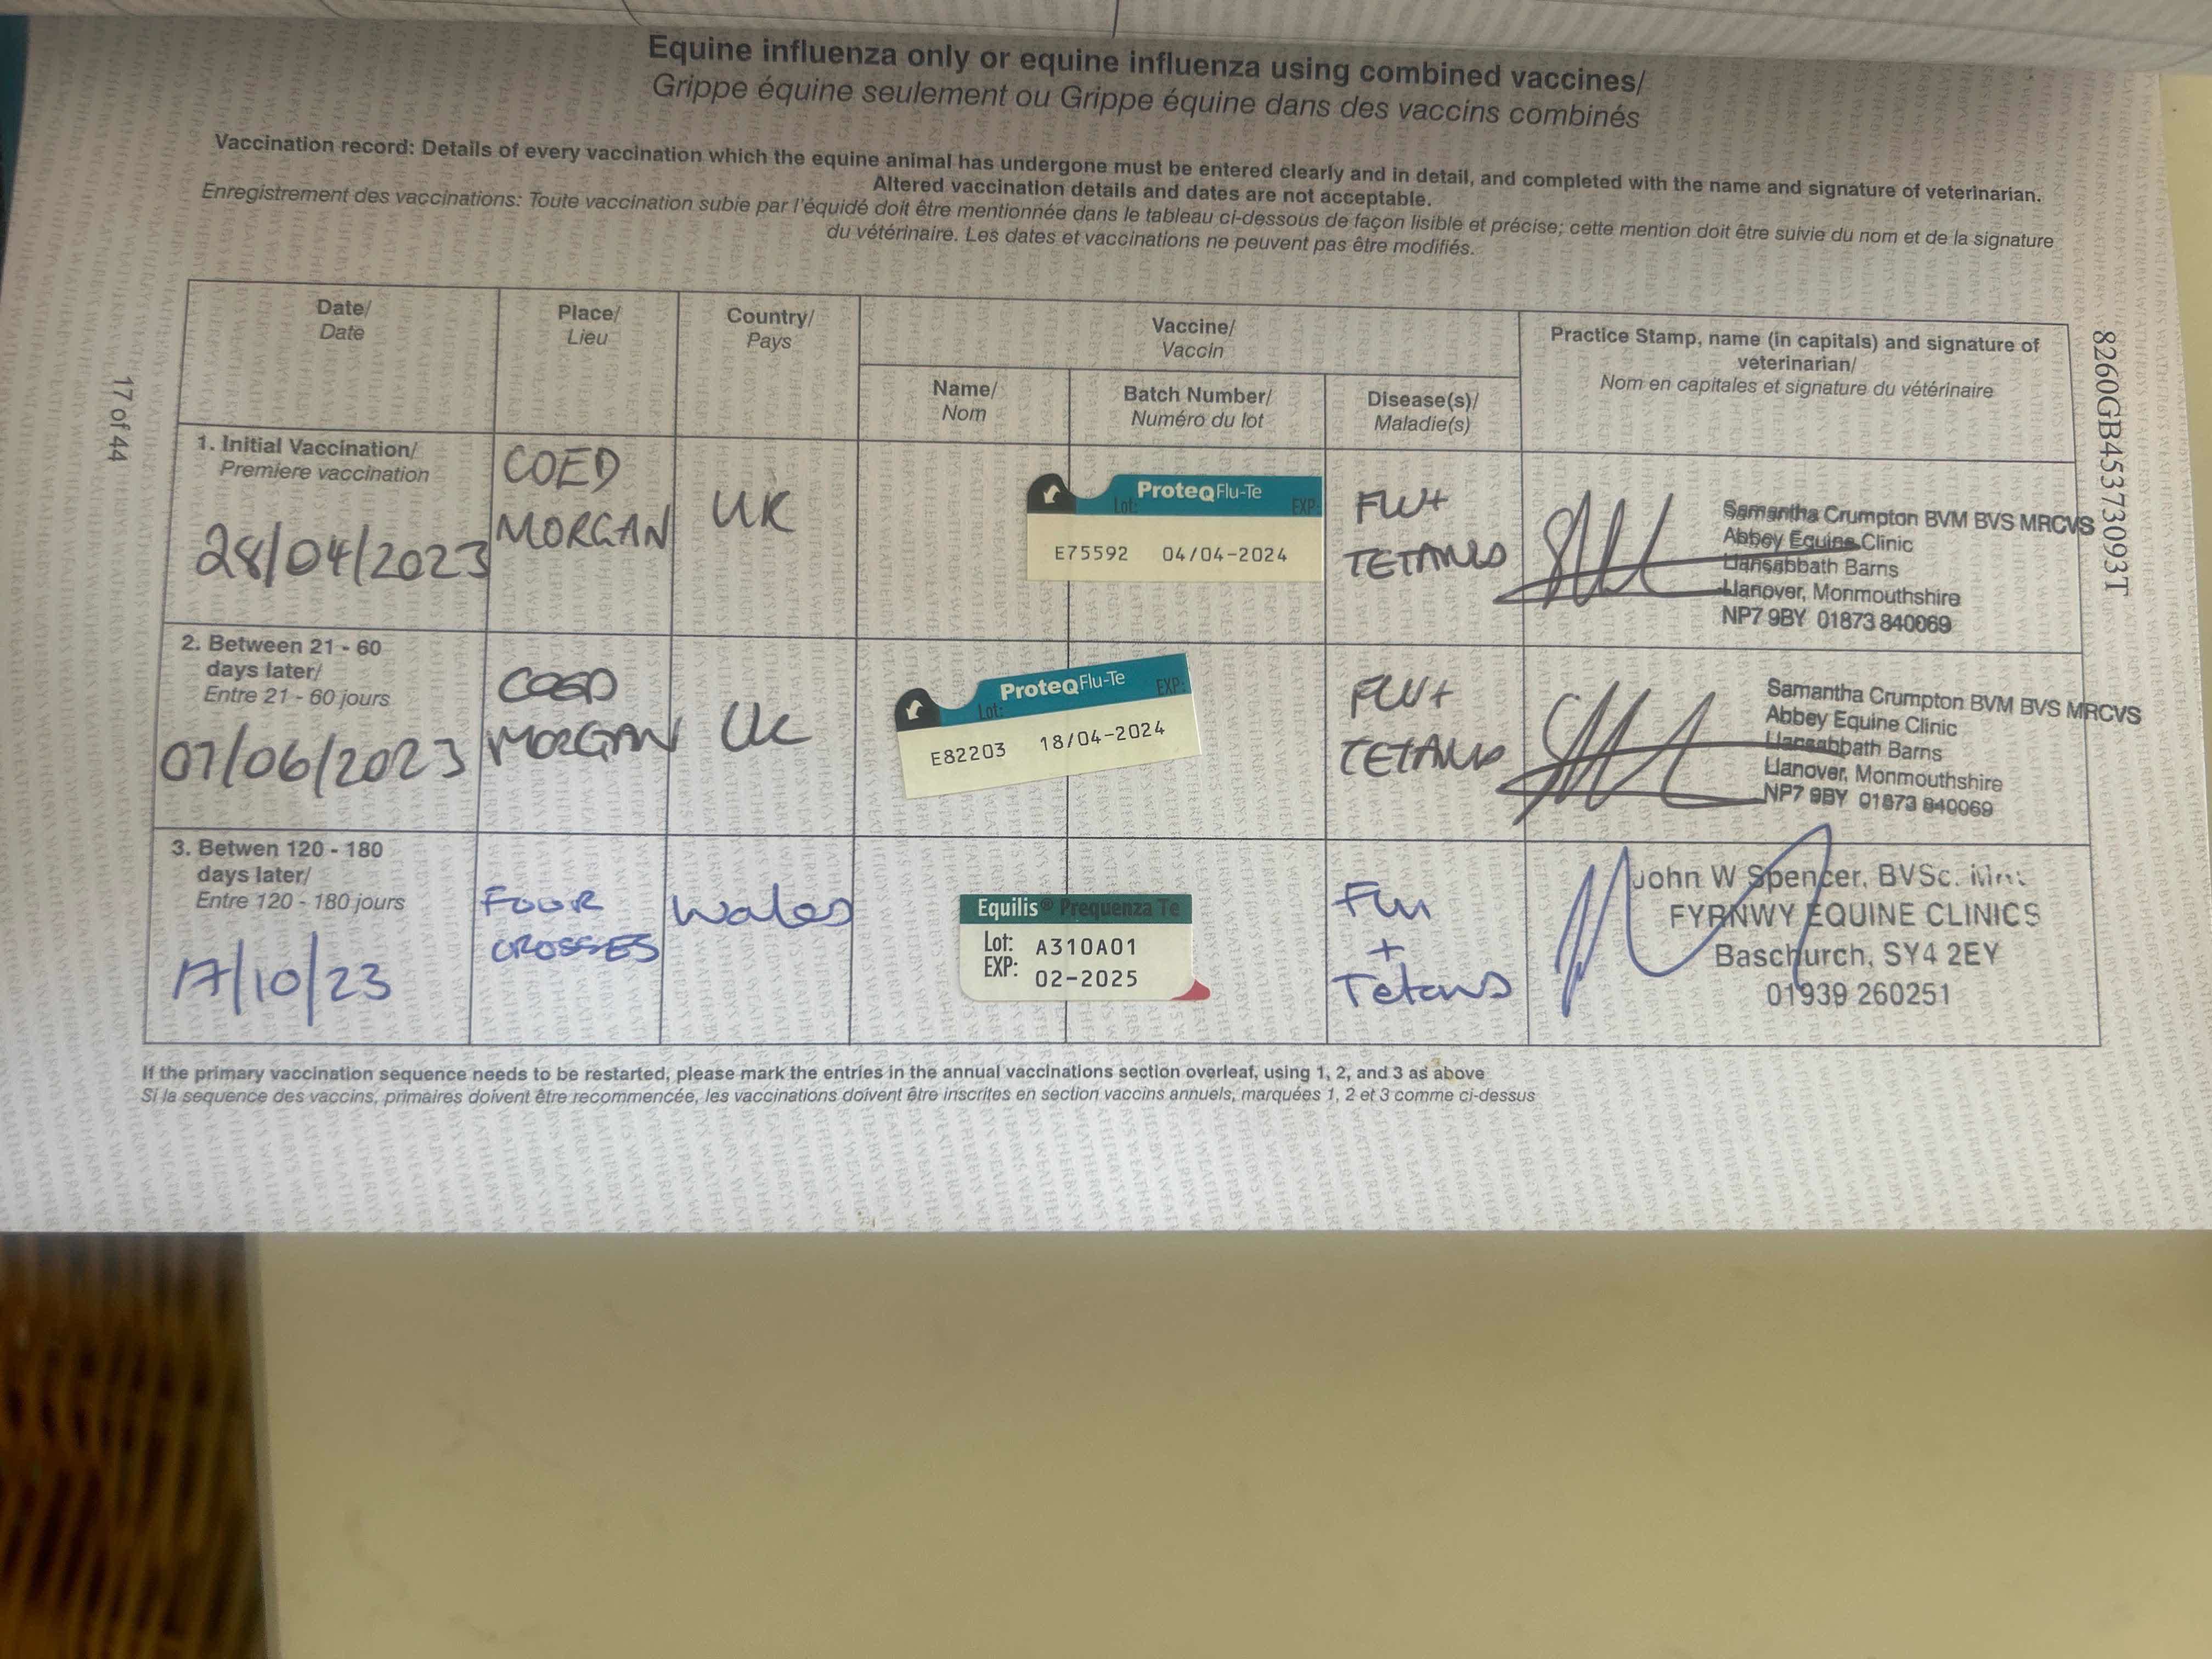 Equine influenza only or equine influenza using combined vaccines/
Grippe équine seulement ou Grippe équine dans des vaccins combinés
Vaccination record: Details of every vaccination which the equine animal has undergone must be entered clearly and in detail, and completed with the name and signature of veterinarian.
Altered vaccination details and dates are not acceptable.
Enregistrement des vaccinations: Toute vaccination subie par l'équidé doit être mentionnée dans le tableau ci-dessous de façon lisible et précise; cette mention doit être suivie du nom et de la signature
du vétérinaire. Les dates et vaccinations ne peuvent pas être modifiés.
17 of 44
8260GB453730937T
Date/
Date
Place/
Lieu
Country/
Pays
Vaccine/
Vaccin
Name/
Nom
Batch Number/
Numéro du lot
Disease(s)/
Maladie(s)
Practice Stamp, name (in capitals) and signature of
veterinarian/
Nom en capitales et signature du vétérinaire
1. Initial Vaccination/
Premiere vaccination
28/04/2023
COED
MORGAN
UK
ProteqFlu-Te
Lot: EXP:
E75592 04/04-2024
FLU+
TETANUS
Samantha Crumpton BVM BVS MRCVS
Abbey Equine Clinic
Llansabbath Barns
Llanover, Monmouthshire
NP7 9BY 01873 840069
2. Between 21 - 60
days later/
Entre 21 - 60 jours
07/06/2023
COED
MORGAN
UK
ProteqFlu-Te
Lot: EXP:
E82203 18/04-2024
FLU+
TETANUS
Samantha Crumpton BVM BVS MRCVS
Abbey Equine Clinic
Llansabbath Barns
Llanover, Monmouthshire
NP7 9BY 01873 840069
3. Betwen 120 - 180
days later/
Entre 120 - 180 jours
17/10/23
FOUR
CROSSES
Wales
Equilis® Prequenza Te
Lot: A310A01
EXP: 02-2025
Flu
+
Tetanus
John W Spencer, BVSc.
FYRNWY EQUINE CLINICS
Baschurch, SY4 2EY
01939 260251
If the primary vaccination sequence needs to be restarted, please mark the entries in the annual vaccinations section overleaf, using 1, 2, and 3 as above
Si la sequence des vaccins, primaires doivent être recommencée, les vaccinations doivent être inscrites en section vaccins annuels, marquées 1, 2 et 3 comme ci-dessus